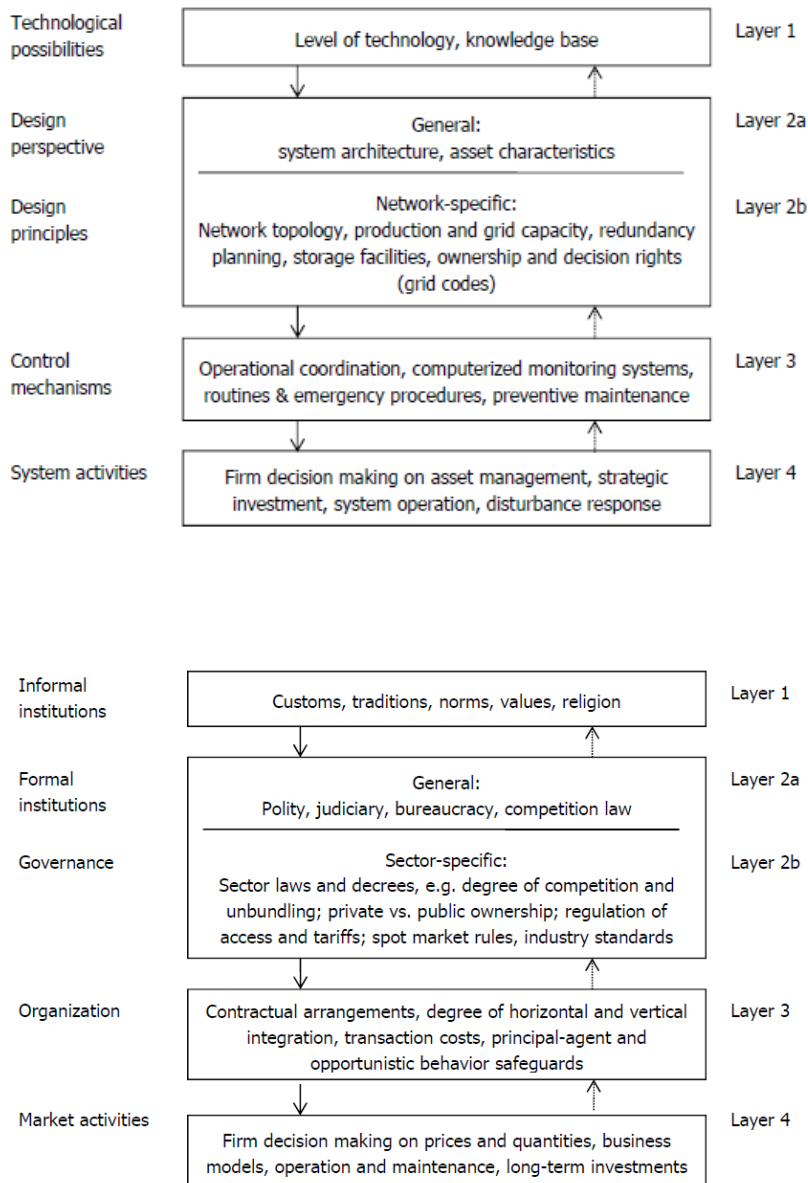 Technological
possibilities
Level of technology, knowledge base
Layer 1
Design
perspective
General:
system architecture, asset characteristics
Layer 2a
Design
principles
Network-specific:
Network topology, production and grid capacity, redundancy
planning, storage facilities, ownership and decision rights
(grid codes)
Layer 2b
Control
mechanisms
Operational coordination, computerized monitoring systems,
routines & emergency procedures, preventive maintenance
Layer 3
System activities
Firm decision making on asset management, strategic
investment, system operation, disturbance response
Layer 4
Informal
institutions
Customs, traditions, norms, values, religion
Layer 1
Formal
institutions
General:
Polity, judiciary, bureaucracy, competition law
Layer 2a
Governance
Sector-specific:
Sector laws and decrees, e.g. degree of competition and
unbundling; private vs. public ownership; regulation of
access and tariffs; spot market rules, industry standards
Layer 2b
Organization
Contractual arrangements, degree of horizontal and vertical
integration, transaction costs, principal-agent and
opportunistic behavior safeguards
Layer 3
Market activities
Firm decision making on prices and quantities, business
models, operation and maintenance, long-term investments
Layer 4